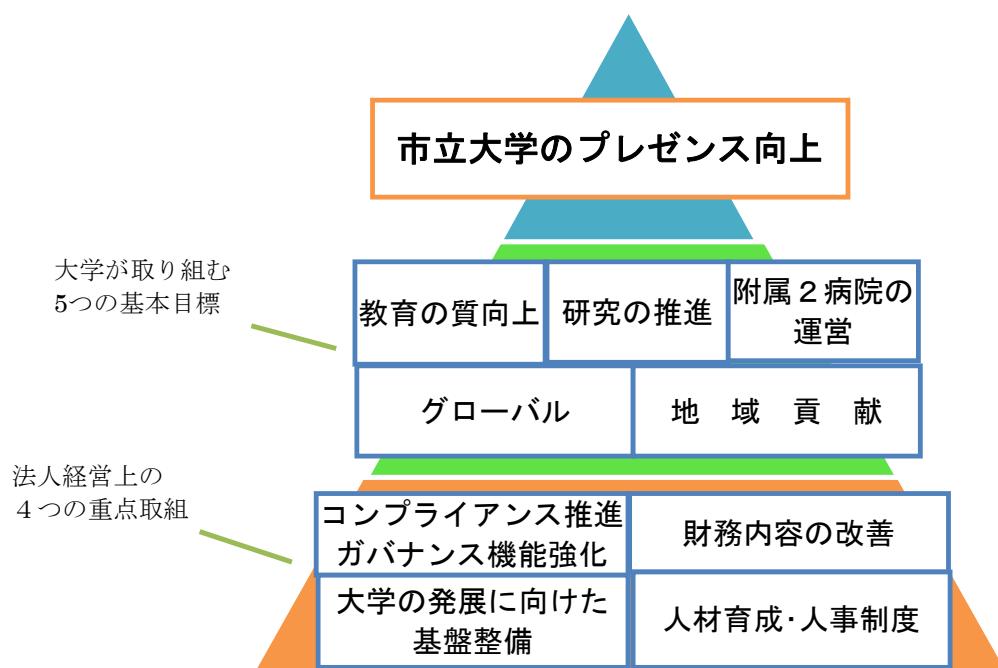 市立大学のプレゼンス向上
大学が取り組む
5つの基本目標
教育の質向上
研究の推進
附属２病院の
運営
グローバル
地　域　貢　献
法人経営上の
４つの重点取組
コンプライアンス推進
ガバナンス機能強化
財務内容の改善
大学の発展に向けた
基盤整備
人材育成･人事制度